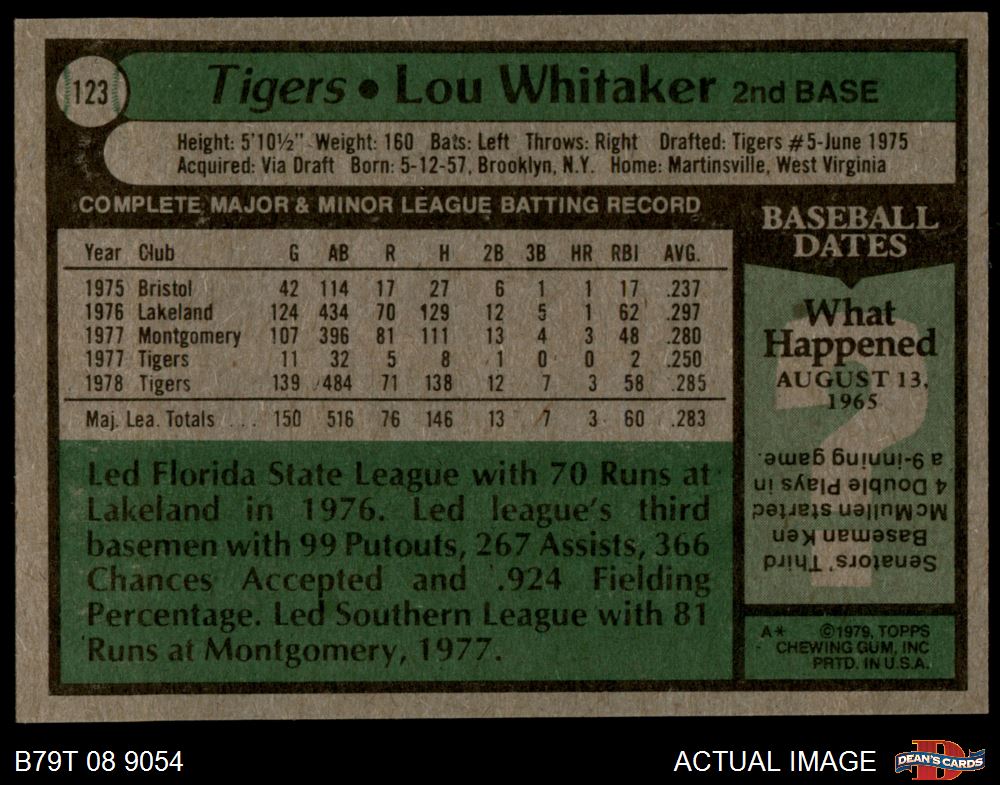 123
Tigers • Lou Whitaker 2nd BASE
Height: 5'10½" Weight: 160 Bats: Left Throws: Right Drafted: Tigers #5-June 1975
Acquired: Via Draft Born: 5-12-57, Brooklyn, N.Y. Home: Martinsville, West Virginia
COMPLETE MAJOR & MINOR LEAGUE BATTING RECORD
Year Club G AB R H 2B 3B HR RBI AVG.
1975 Bristol 42 114 17 27 6 1 1 17 .237
1976 Lakeland 124 434 70 129 12 5 1 62 .297
1977 Montgomery 107 396 81 111 13 4 3 48 .280
1977 Tigers 11 32 5 8 1 0 0 2 .250
1978 Tigers 139 484 71 138 12 7 3 58 .285
Maj. Lea. Totals ... 150 516 76 146 13 7 3 60 .283
Led Florida State League with 70 Runs at
Lakeland in 1976. Led league's third
basemen with 99 Putouts, 267 Assists, 366
Chances Accepted and .924 Fielding
Percentage. Led Southern League with 81
Runs at Montgomery, 1977.
BASEBALL
DATES
What
Happened
AUGUST 13,
1965
Senators' Third
Baseman Ken
McMullen started
4 Double Plays in
a 9-inning game.
A* ©1979, TOPPS
CHEWING GUM, INC
PRTD. IN U.S.A.
B79T 08 9054
ACTUAL IMAGE
DEAN'S CARDS